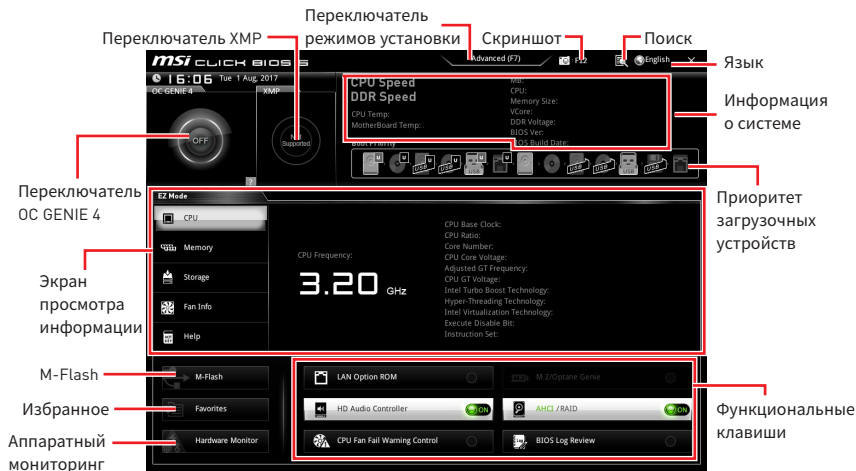 Переключатель
режимов установки
Переключатель XMP
Скриншот
Поиск
msi CLICK BIOS 5
Advanced (F7)
: F12
English
X
Язык
16:06 Tue 1 Aug, 2017
OC GENIE 4
XMP
CPU Speed
DDR Speed
CPU Temp:
MotherBoard Temp:
MB:
CPU:
Memory Size:
VCore:
DDR Voltage:
BIOS Ver:
BIOS Build Date:
Информация
о системе
OFF
Not
Supported
Boot Priority
U U USB U USB U USB U U USB USB USB USB
?
Переключатель
OC GENIE 4
Приоритет
загрузочных
устройств
EZ Mode
CPU
Memory
Storage
Fan Info
Help
CPU Frequency:
3.20 GHz
CPU Base Clock:
CPU Ratio:
Core Number:
CPU Core Voltage:
Adjusted GT Frequency:
CPU GT Voltage:
Intel Turbo Boost Technology:
Hyper-Threading Technology:
Intel Virtualization Technology:
Execute Disable Bit:
Instruction Set:
Экран
просмотра
информации
M-Flash
Избранное
Аппаратный
мониторинг
M-Flash
Favorites
Hardware Monitor
LAN Option ROM
M.2/Optane Genie
HD Audio Controller
ON
AHCI /RAID
ON
CPU Fan Fail Warning Control
BIOS Log Review
Функциональные
клавиши